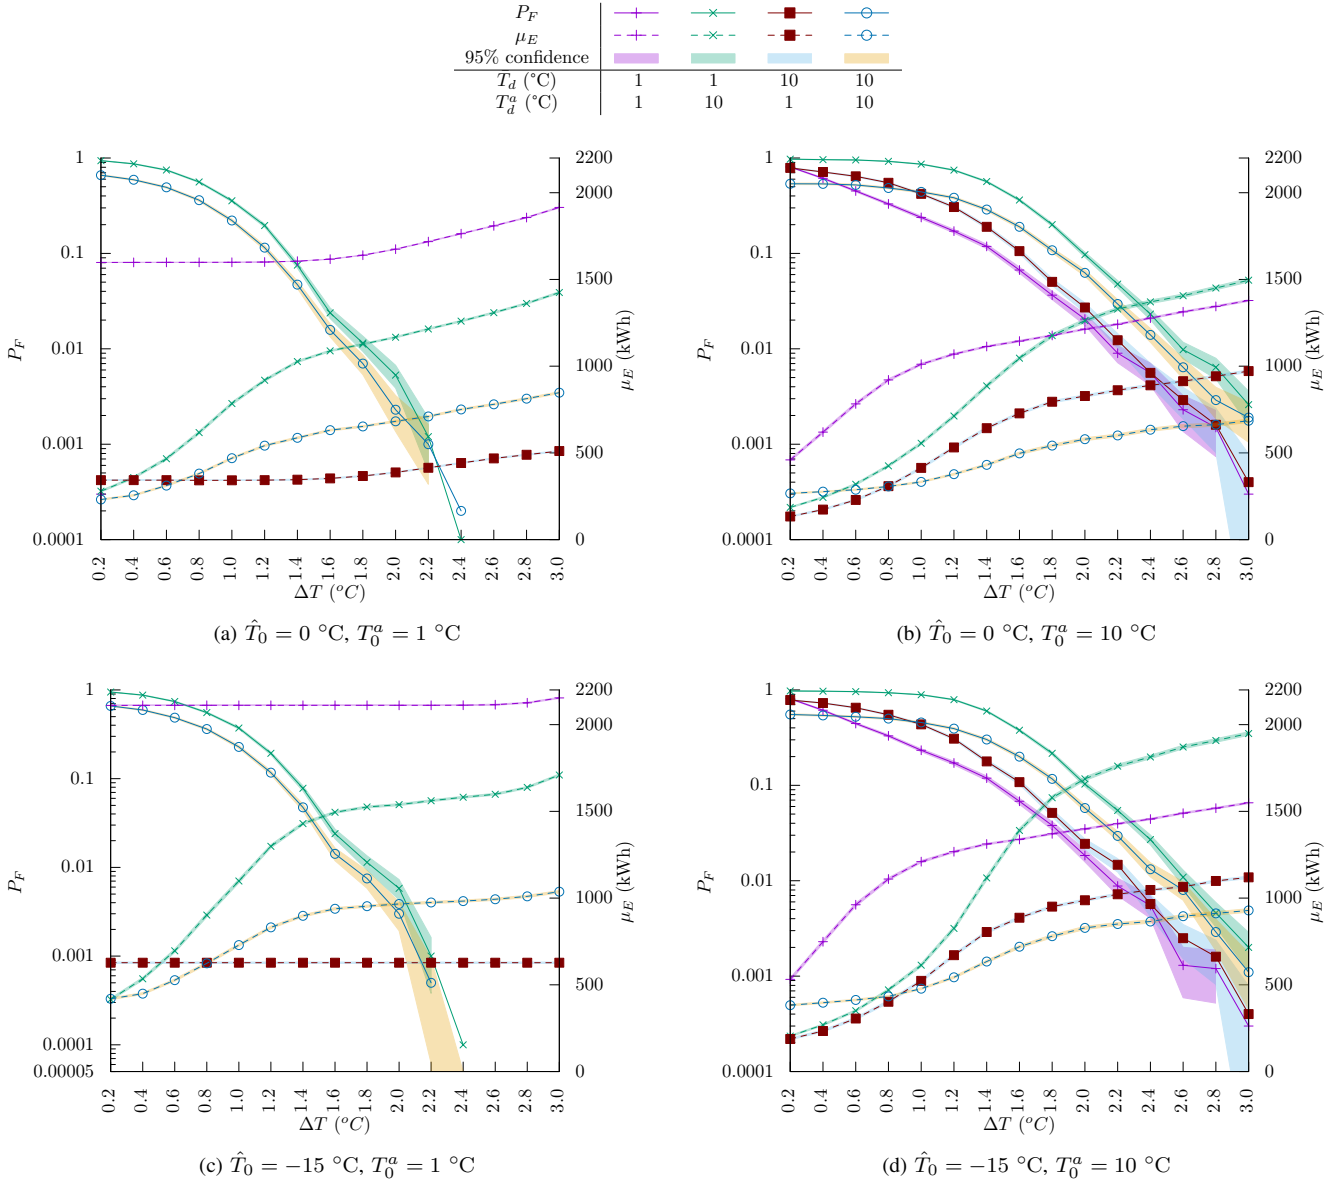 P_F
μ_E
95% confidence
T_d (°C) 1 1 10 10
T_d^a (°C) 1 10 1 10
1 2200
2000
0.1 1500
0.01 1000
0.001 500
0.0001 0
P_F
μ_E (kWh)
0.2 0.4 0.6 0.8 1.0 1.2 1.4 1.6 1.8 2.0 2.2 2.4 2.6 2.8 3.0
ΔT (°C)
(a) T̂_0 = 0 °C, T_0^a = 1 °C
1 2200
2000
0.1 1500
0.01 1000
0.001 500
0.0001 0
P_F
μ_E (kWh)
0.2 0.4 0.6 0.8 1.0 1.2 1.4 1.6 1.8 2.0 2.2 2.4 2.6 2.8 3.0
ΔT (°C)
(b) T̂_0 = 0 °C, T_0^a = 10 °C
1 2200
2000
0.1 1500
0.01 1000
0.001 500
0.0001
0.00005 0
P_F
μ_E (kWh)
0.2 0.4 0.6 0.8 1.0 1.2 1.4 1.6 1.8 2.0 2.2 2.4 2.6 2.8 3.0
ΔT (°C)
(c) T̂_0 = −15 °C, T_0^a = 1 °C
1 2200
2000
0.1 1500
0.01 1000
0.001 500
0.0001 0
P_F
μ_E (kWh)
0.2 0.4 0.6 0.8 1.0 1.2 1.4 1.6 1.8 2.0 2.2 2.4 2.6 2.8 3.0
ΔT (°C)
(d) T̂_0 = −15 °C, T_0^a = 10 °C